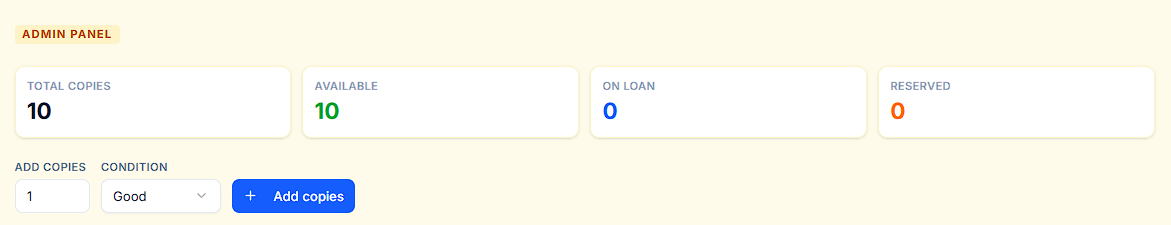 ADMIN PANEL
TOTAL COPIES
10
AVAILABLE
10
ON LOAN
0
RESERVED
0
ADD COPIES
1
CONDITION
Good
+ Add copies